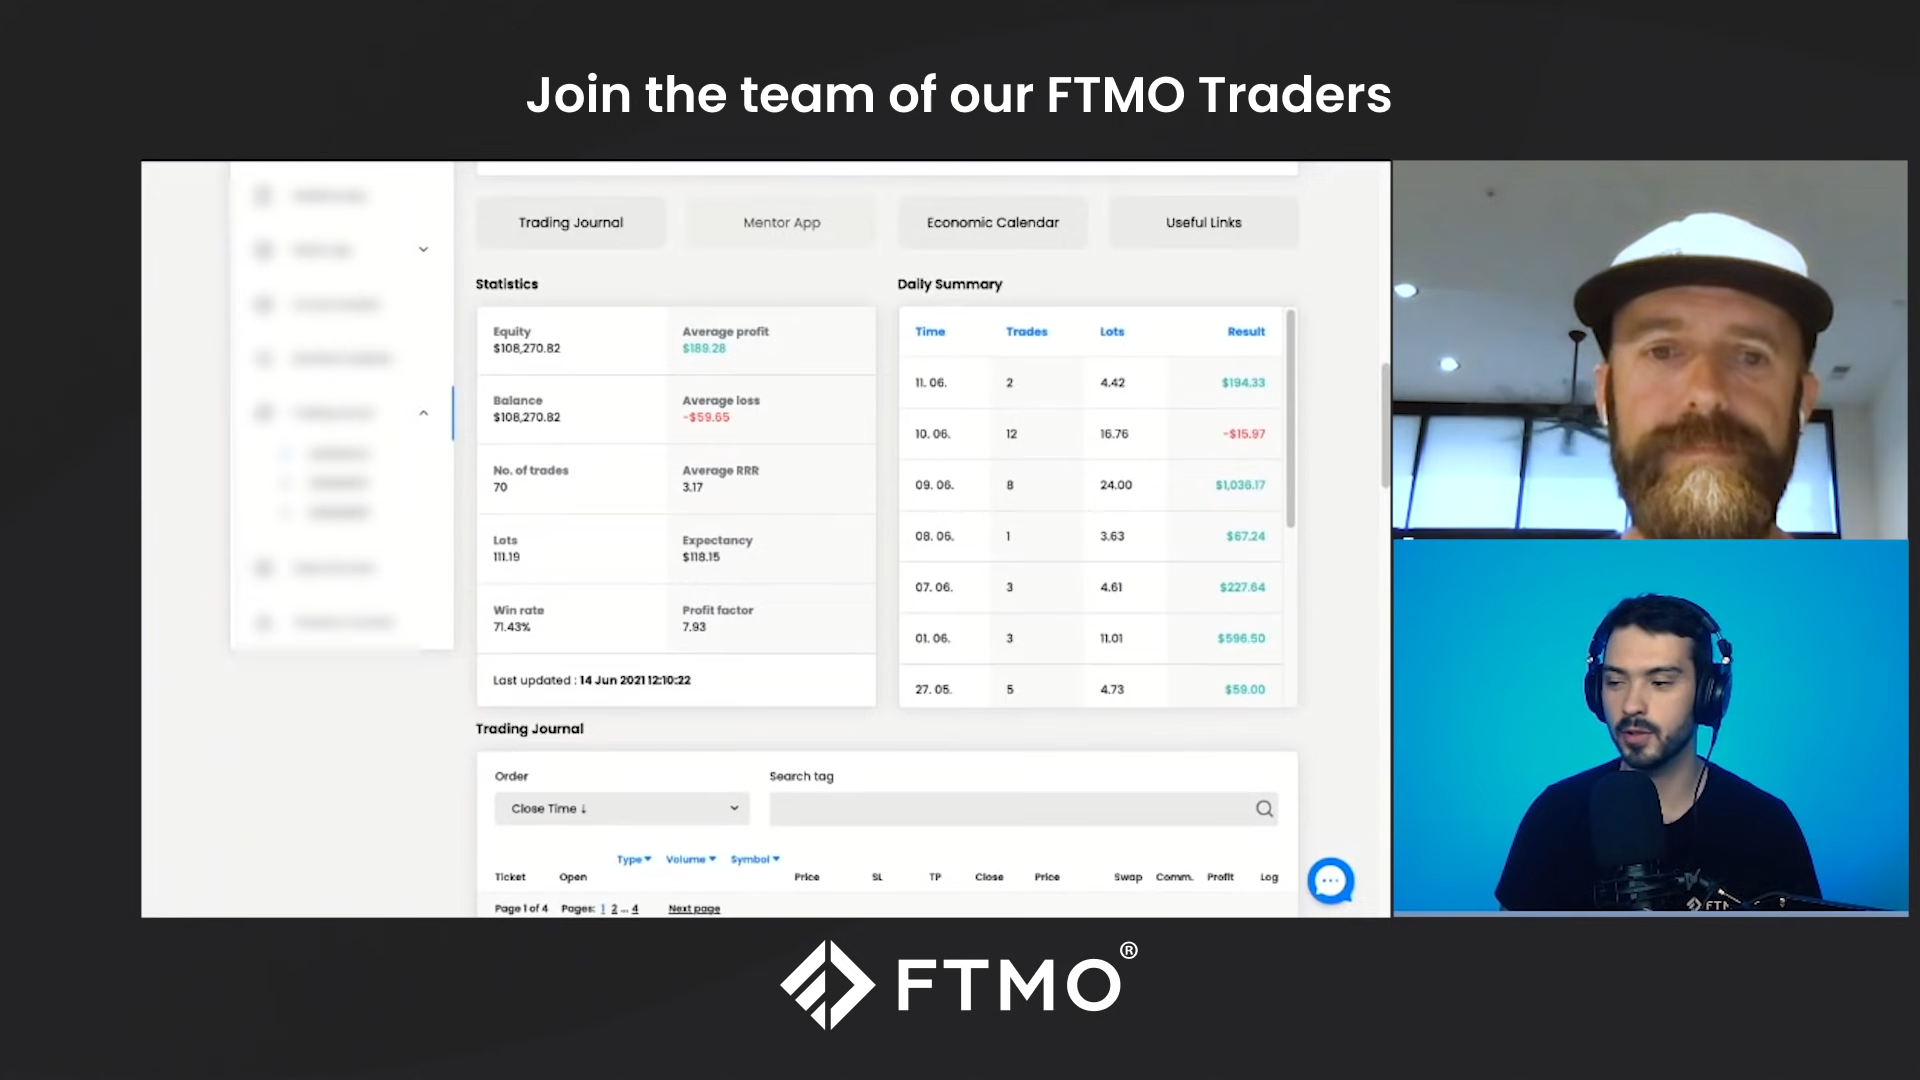 Join the team of our FTMO Traders
Trading Journal
Mentor App
Economic Calendar
Useful Links
Statistics
Equity
$108,270.82
Average profit
$189.28
Balance
$108,270.82
Average loss
-$59.65
No. of trades
70
Average RRR
3.17
Lots
111.19
Expectancy
$118.15
Win rate
71.43%
Profit factor
7.93
Last updated : 14 Jun 2021 12:10:22
Daily Summary
Time Trades Lots Result
11. 06. 2 4.42 $194.33
10. 06. 12 16.76 -$15.97
09. 06. 8 24.00 $1,036.17
08. 06. 1 3.63 $67.24
07. 06. 3 4.61 $227.64
01. 06. 3 11.01 $596.50
27. 05. 5 4.73 $59.00
Trading Journal
Order
Close Time ↓
Search tag
Type Volume Symbol
Ticket Open Price SL TP Close Price Swap Comm. Profit Log
Page 1 of 4 Pages: 1 2 ... 4 Next page
FTMO®